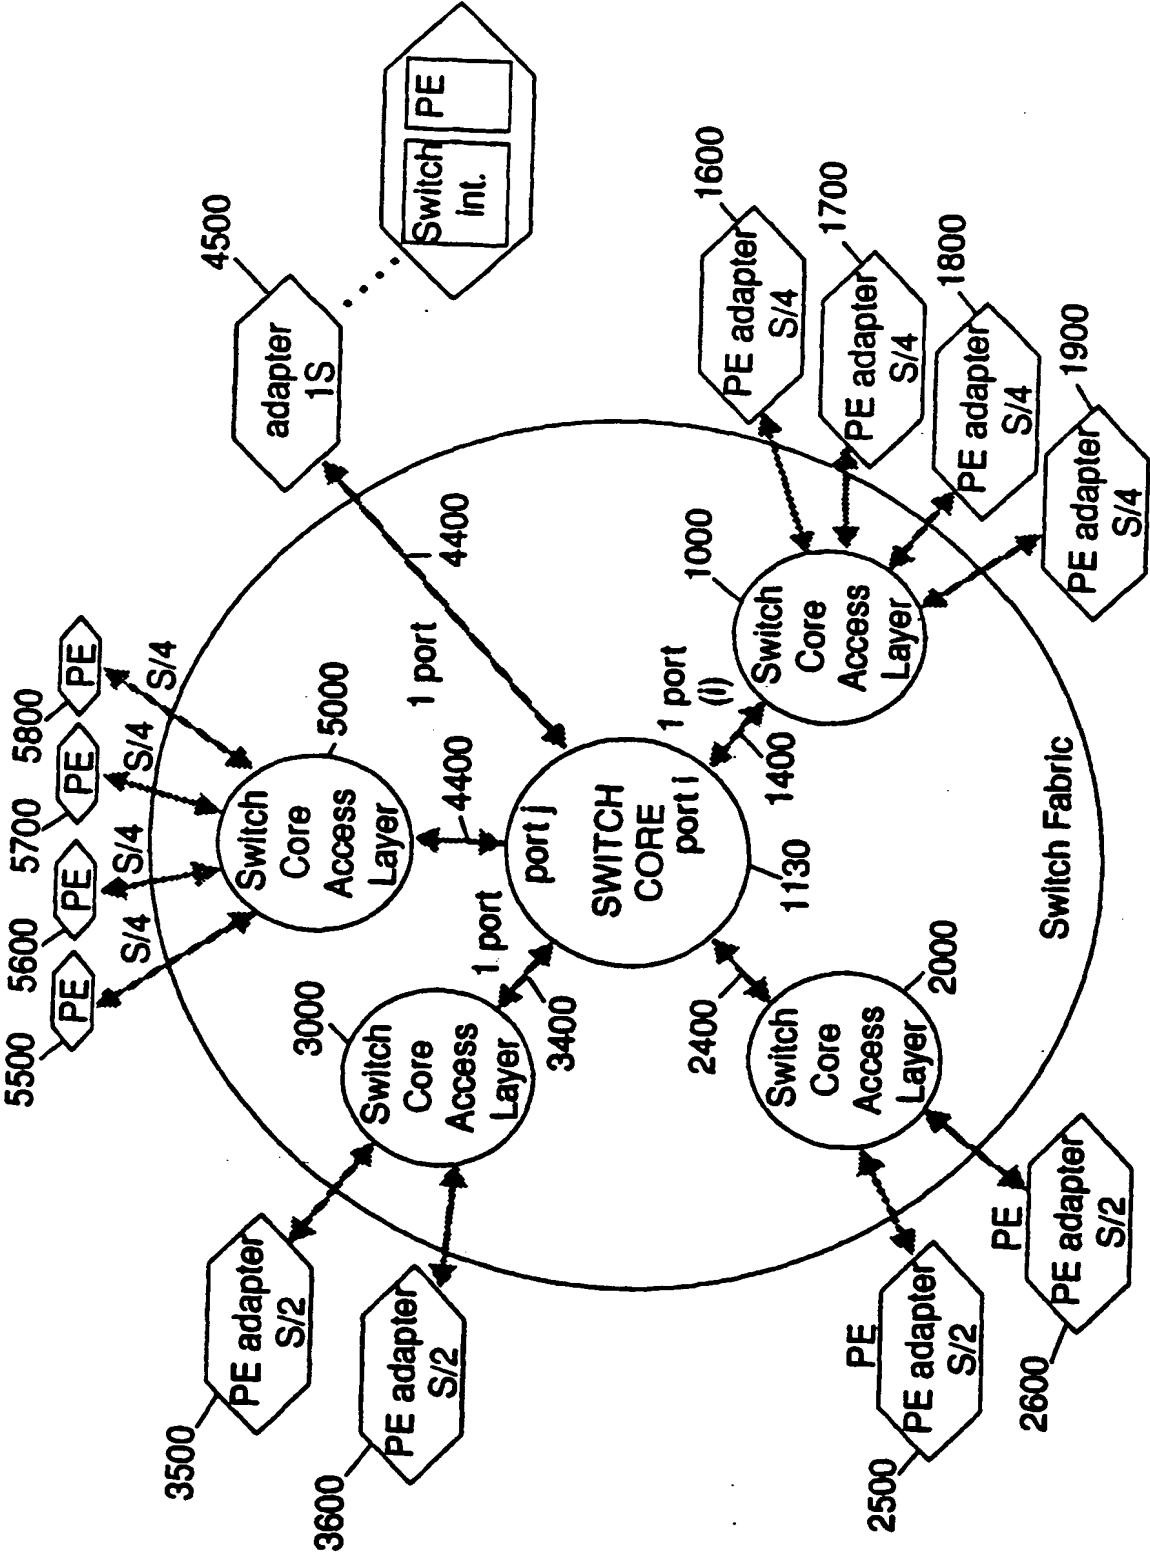 5500
5600
5700
5800
PE
PE
PE
PE
S/4
S/4
S/4
S/4
3500
PE adapter
S/2
3600
PE adapter
S/2
3000
Switch
Core
Access
Layer
3400
1 port
5000
Switch
Core
Access
Layer
4400
1 port
4400
4500
adapter
1S
Switch
int.
PE
port j
SWITCH
CORE
port i
1130
2400
2000
Switch
Core
Access
Layer
2500
PE
PE adapter
S/2
2600
PE
PE adapter
S/2
1 port
(i)
1400
1000
Switch
Core
Access
Layer
1600
PE adapter
S/4
1700
PE adapter
S/4
1800
PE adapter
S/4
1900
PE adapter
S/4
Switch Fabric